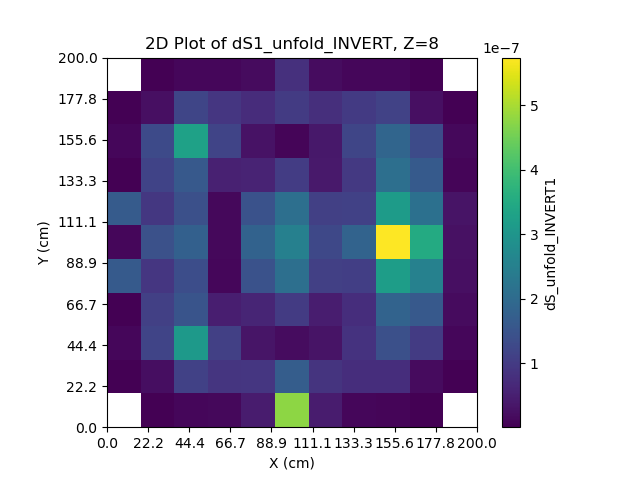 2D Plot of dS1_unfold_INVERT, Z=8
1e−7
200.0
177.8
155.6
133.3
111.1
88.9
66.7
44.4
22.2
0.0
Y (cm)
0.0 22.2 44.4 66.7 88.9 111.1 133.3 155.6 177.8 200.0
X (cm)
5
4
3
2
1
dS_unfold_INVERT1